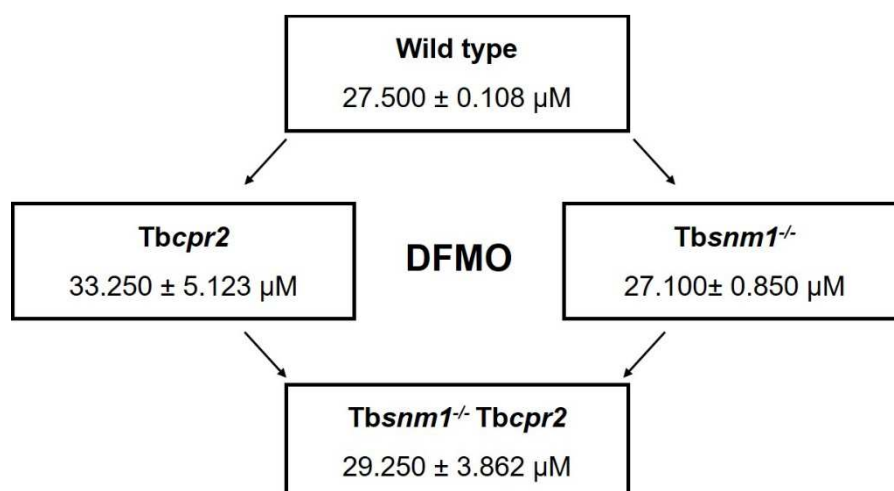 Wild type
27.500 ± 0.108 µM
Tbcpr2
33.250 ± 5.123 µM
DFMO
Tbsnm1-/-
27.100± 0.850 µM
Tbsnm1-/- Tbcpr2
29.250 ± 3.862 µM